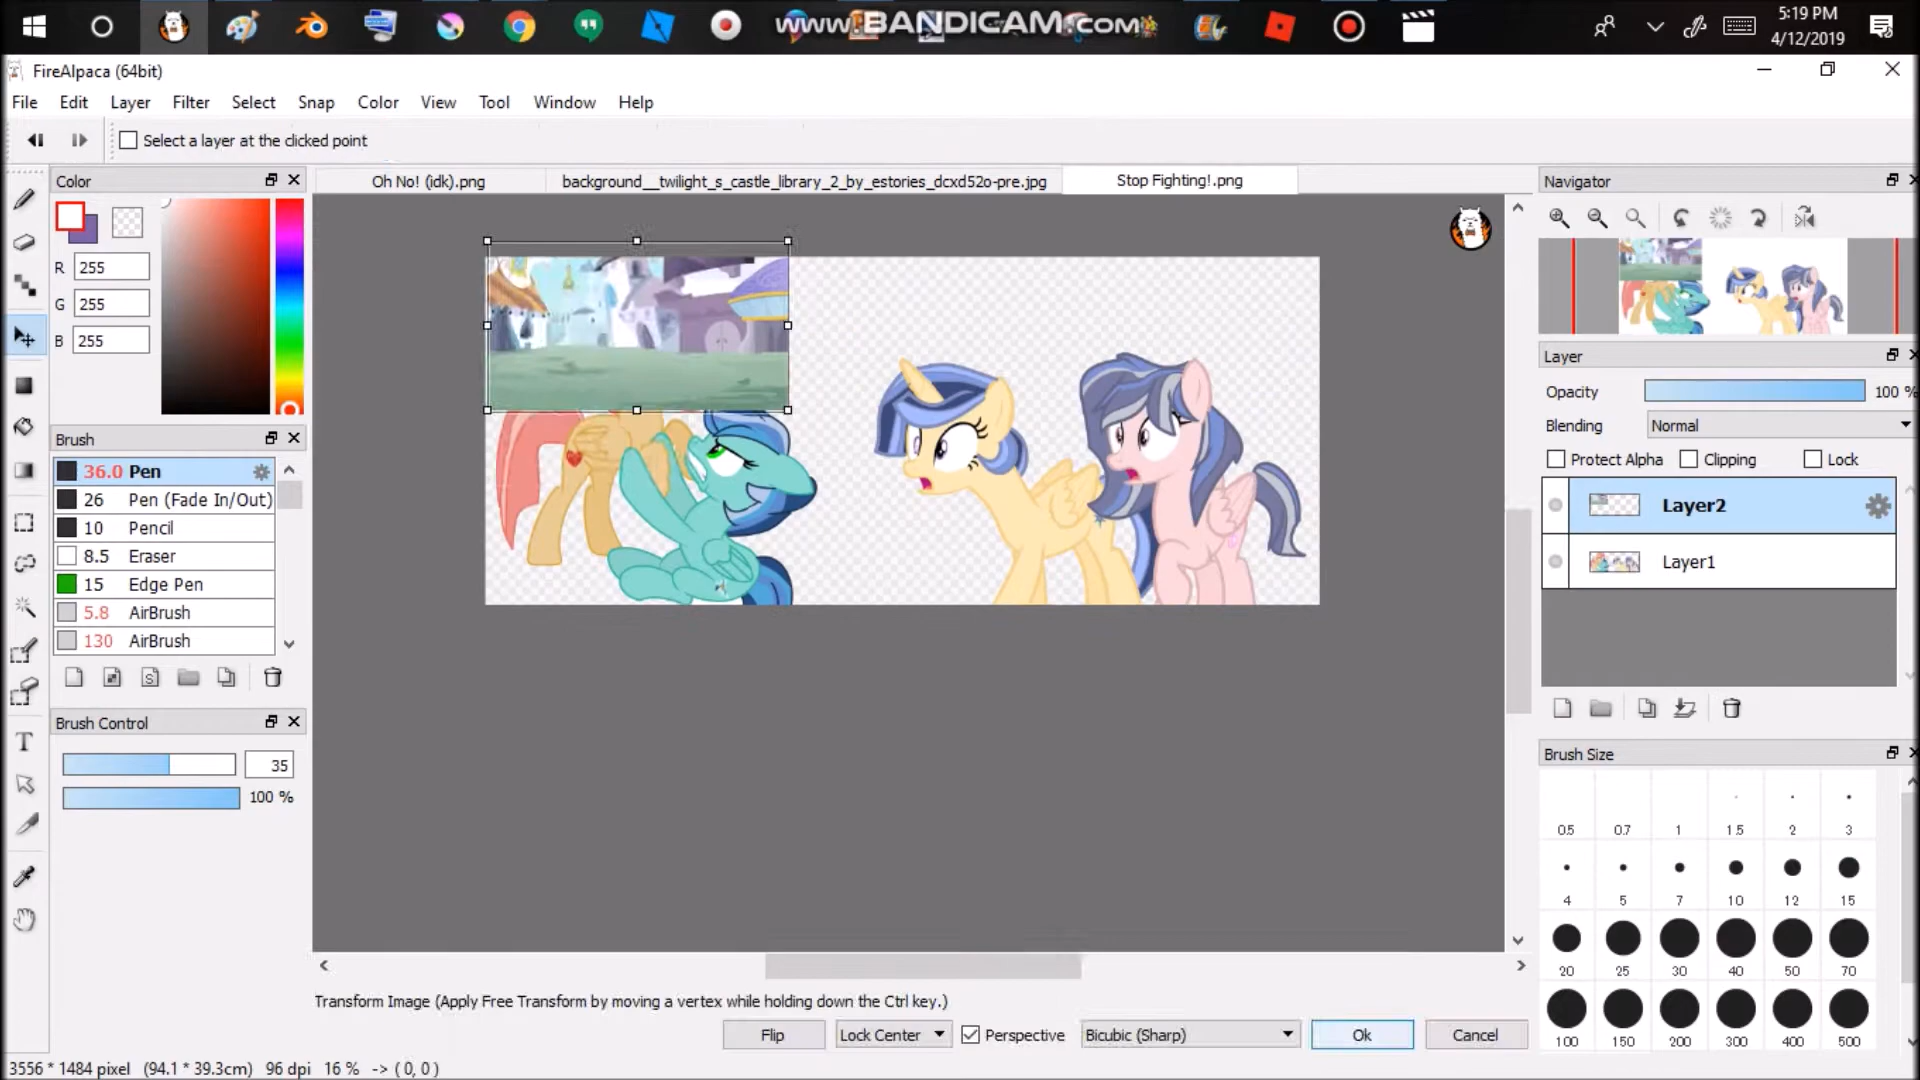 www.BANDICAM.com
5:19 PM
4/12/2019
FireAlpaca (64bit)
File Edit Layer Filter Select Snap Color View Tool Window Help
Select a layer at the clicked point
Color
Oh No! (idk).png
background__twilight_s_castle_library_2_by_estories_dcxd52o-pre.jpg
Stop Fighting!.png
Navigator
R 255
G 255
B 255
Layer
Opacity 100 %
Blending Normal
Protect Alpha Clipping Lock
Layer2
Layer1
Brush
36.0 Pen
26 Pen (Fade In/Out)
10 Pencil
8.5 Eraser
15 Edge Pen
5.8 AirBrush
130 AirBrush
S
Brush Control
35
100 %
T
Brush Size
0.5 0.7 1 1.5 2 3
4 5 7 10 12 15
20 25 30 40 50 70
100 150 200 300 400 500
Transform Image (Apply Free Transform by moving a vertex while holding down the Ctrl key.)
Flip Lock Center Perspective Bicubic (Sharp) Ok Cancel
3556 * 1484 pixel (94.1 * 39.3cm) 96 dpi 16 % -> ( 0, 0 )